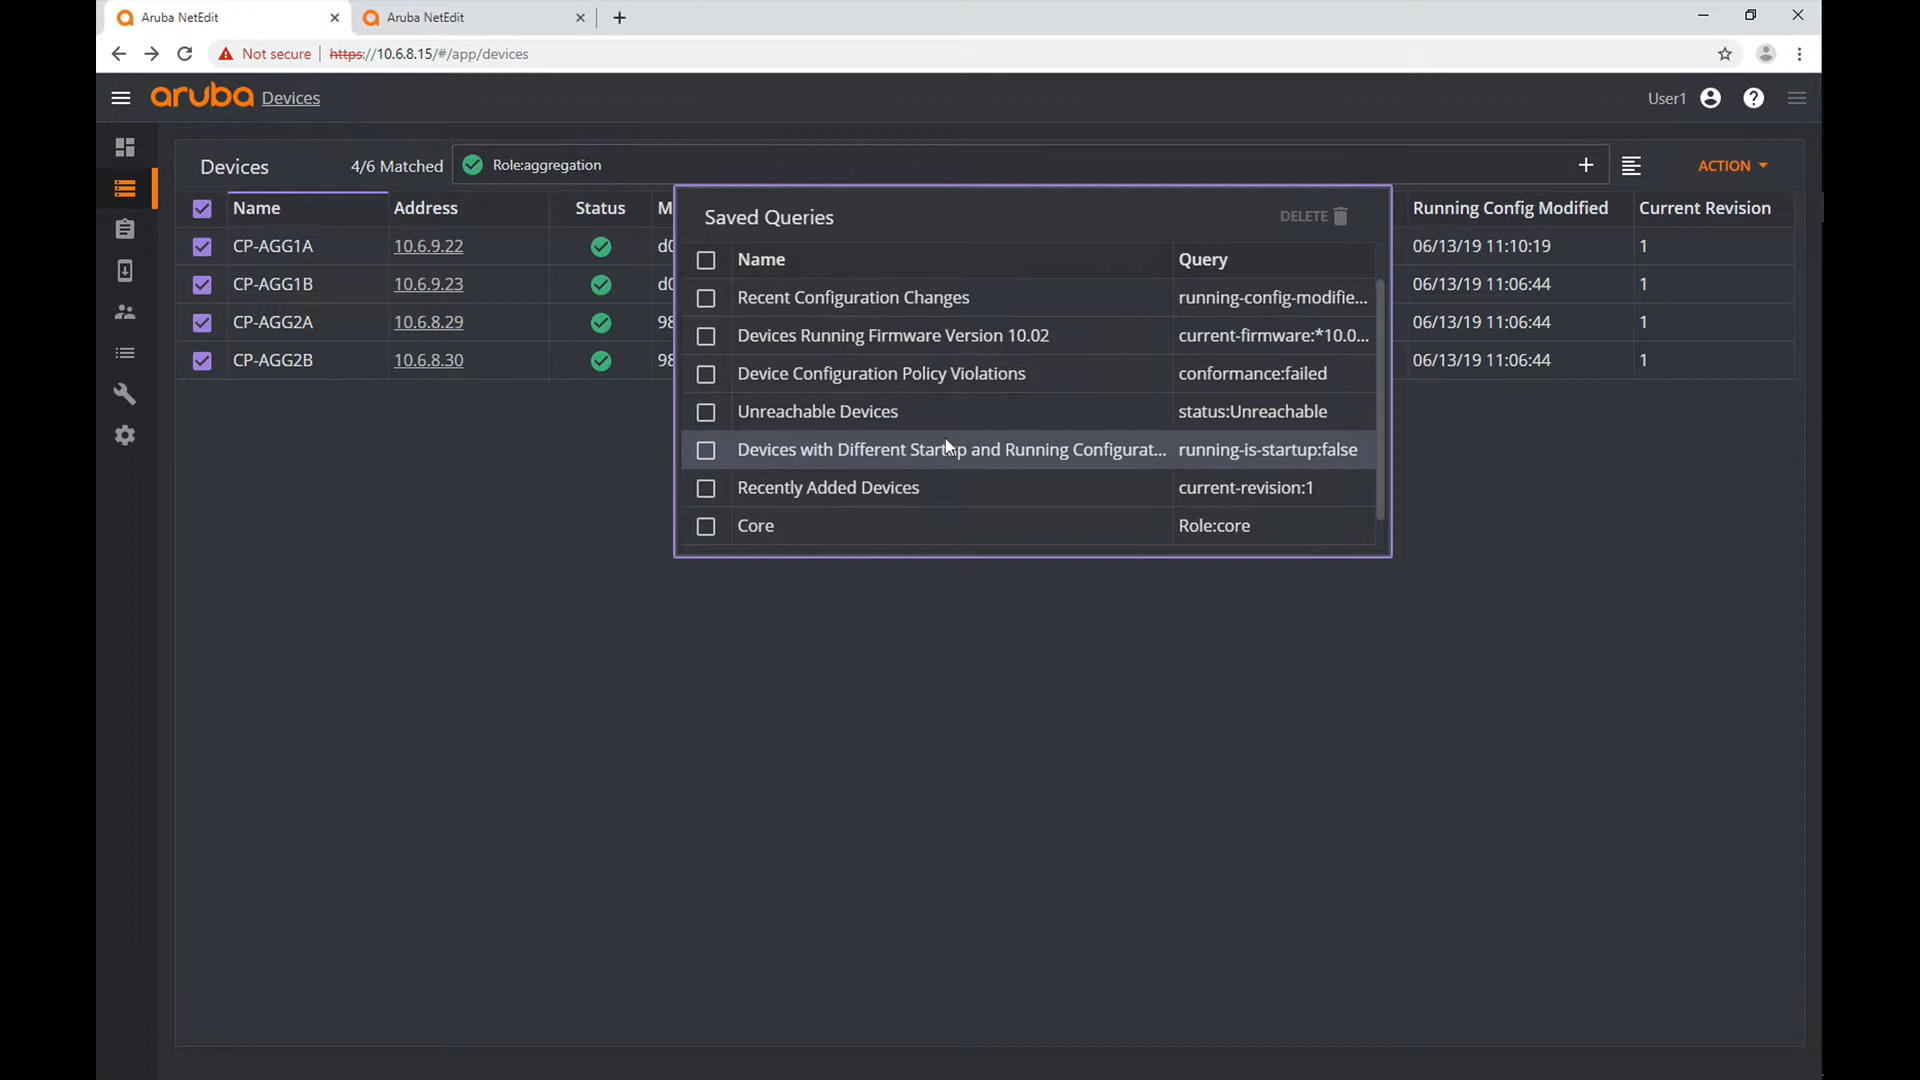 Aruba NetEdit
Aruba NetEdit
Not secure
https://10.6.8.15/#/app/devices
aruba Devices
User1
Devices
4/6 Matched
Role:aggregation
ACTION
Name Address Status M Running Config Modified Current Revision
CP-AGG1A 10.6.9.22 d0 06/13/19 11:10:19 1
CP-AGG1B 10.6.9.23 d0 06/13/19 11:06:44 1
CP-AGG2A 10.6.8.29 98 06/13/19 11:06:44 1
CP-AGG2B 10.6.8.30 98 06/13/19 11:06:44 1
Saved Queries
DELETE
Name Query
Recent Configuration Changes running-config-modifie...
Devices Running Firmware Version 10.02 current-firmware:*10.0...
Device Configuration Policy Violations conformance:failed
Unreachable Devices status:Unreachable
Devices with Different Startup and Running Configurat... running-is-startup:false
Recently Added Devices current-revision:1
Core Role:core